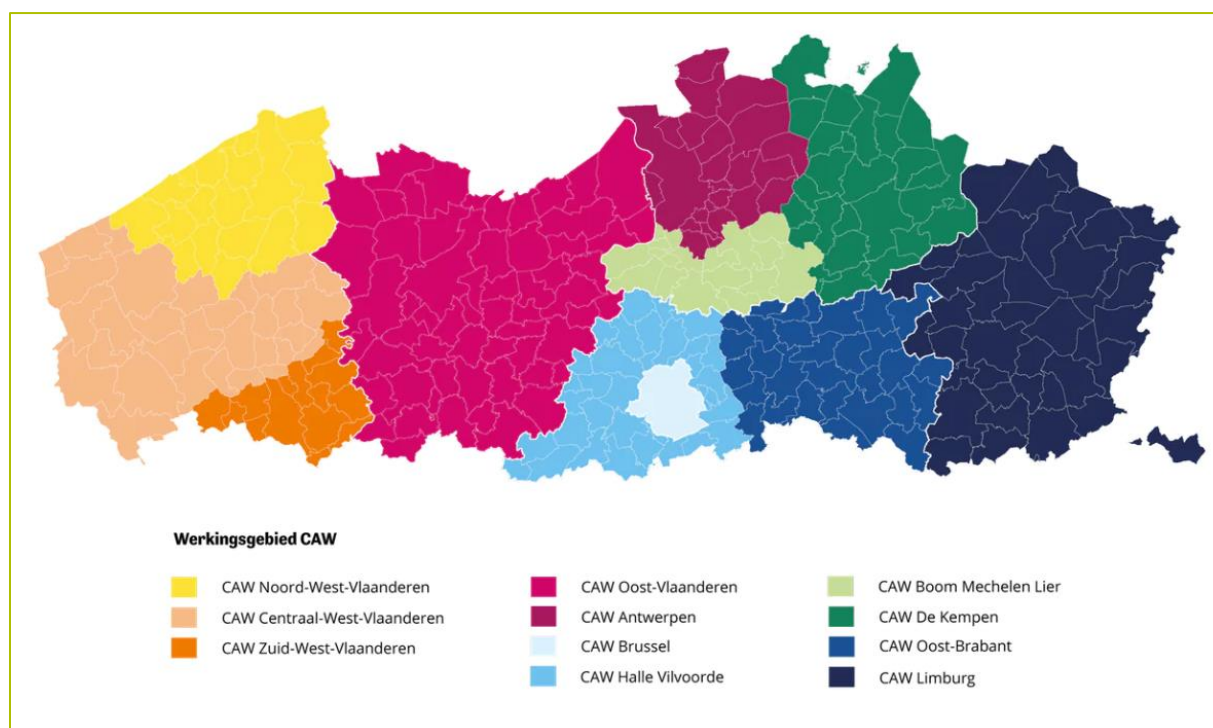 Werkingsgebied CAW
CAW Noord-West-Vlaanderen
CAW Centraal-West-Vlaanderen
CAW Zuid-West-Vlaanderen
CAW Oost-Vlaanderen
CAW Antwerpen
CAW Brussel
CAW Halle Vilvoorde
CAW Boom Mechelen Lier
CAW De Kempen
CAW Oost-Brabant
CAW Limburg